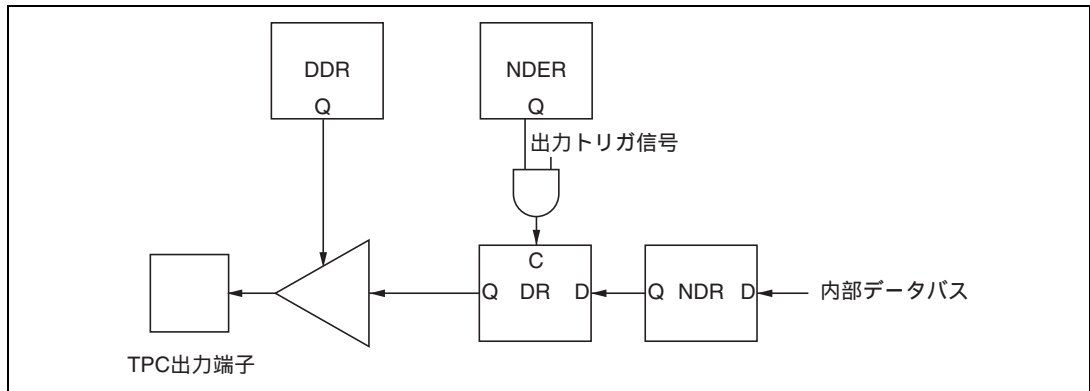 DDR
Q
NDER
Q
出力トリガ信号
C
Q DR D
Q NDR D
内部データバス
TPC出力端子